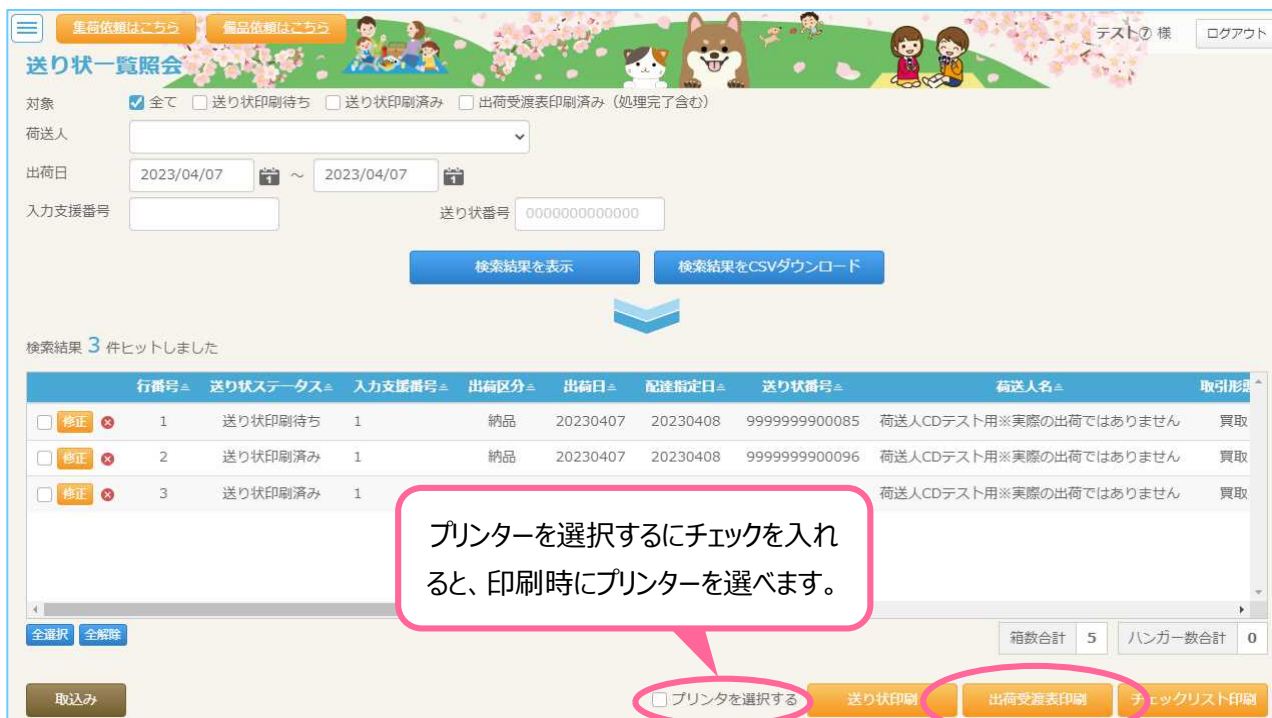 集荷依頼はこちら 備品依頼はこちら テスト⑦ 様 ログアウト
送り状一覧照会
対象 全て 送り状印刷待ち 送り状印刷済み 出荷受渡表印刷済み（処理完了含む）
荷送人
出荷日 2023/04/07 1 ～ 2023/04/07 1
入力支援番号 送り状番号 0000000000000
検索結果を表示 検索結果をCSVダウンロード
検索結果 3 件ヒットしました
行番号 送り状ステータス 入力支援番号 出荷区分 出荷日 配達指定日 送り状番号 荷送人名 取引形
修正 1 送り状印刷待ち 1 納品 20230407 20230408 9999999900085 荷送人CDテスト用※実際の出荷ではありません 買取
修正 2 送り状印刷済み 1 納品 20230407 20230408 9999999900096 荷送人CDテスト用※実際の出荷ではありません 買取
修正 3 送り状印刷済み 1 荷送人CDテスト用※実際の出荷ではありません 買取
プリンターを選択するにチェックを入れ
ると、印刷時にプリンターを選べます。
全選択 全解除 箱数合計 5 ハンガー数合計 0
取込み プリンタを選択する 送り状印刷 出荷受渡表印刷 チェックリスト印刷